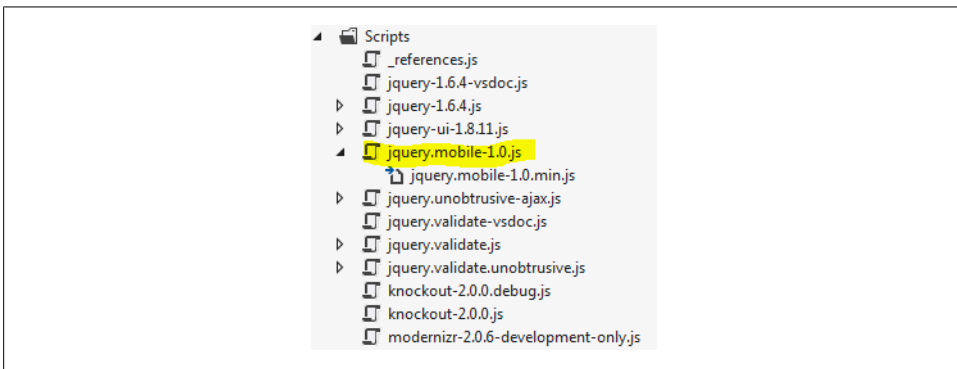 Scripts
_references.js
jquery-1.6.4-vsdoc.js
jquery-1.6.4.js
jquery-ui-1.8.11.js
jquery.mobile-1.0.js
jquery.mobile-1.0.min.js
jquery.unobtrusive-ajax.js
jquery.validate-vsdoc.js
jquery.validate.js
jquery.validate.unobtrusive.js
knockout-2.0.0.debug.js
knockout-2.0.0.js
modernizr-2.0.6-development-only.js